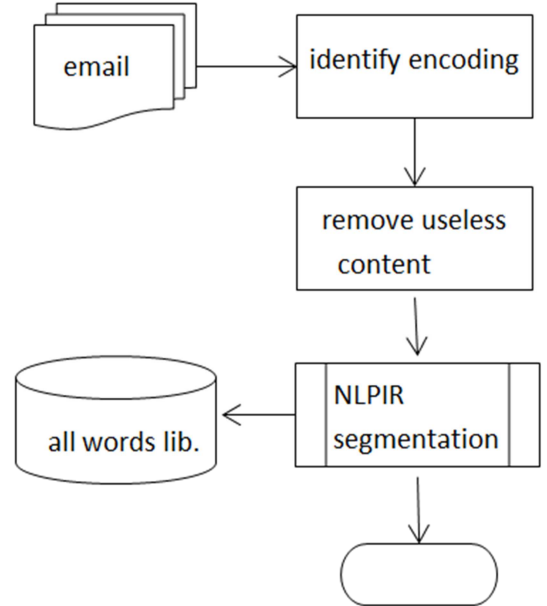 email
identify encoding
remove useless
content
NLPIR
segmentation
all words lib.